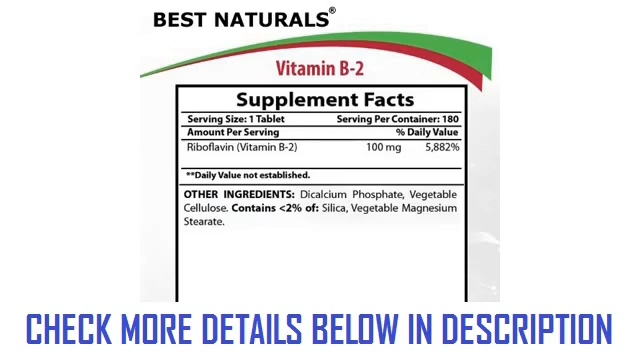 BEST NATURALS®
Vitamin B-2
Supplement Facts
Serving Size: 1 Tablet Serving Per Container: 180
Amount Per Serving % Daily Value
Riboflavin (Vitamin B-2) 100 mg 5,882%
**Daily Value not established.
OTHER INGREDIENTS: Dicalcium Phosphate, Vegetable
Cellulose. Contains <2% of: Silica, Vegetable Magnesium
Stearate.
CHECK MORE DETAILS BELOW IN DESCRIPTION